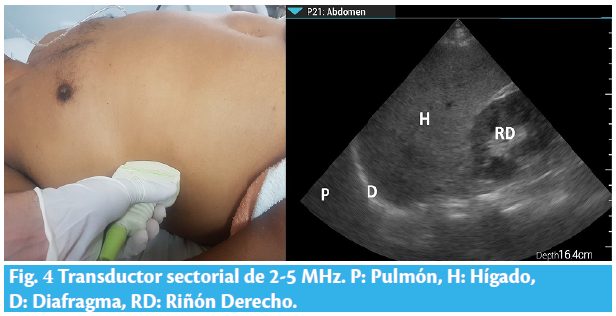 P21: Abdomen
H
RD
P
D
Depth16.4cm
Fig. 4 Transductor sectorial de 2-5 MHz. P: Pulmón, H: Hígado,
D: Diafragma, RD: Riñón Derecho.